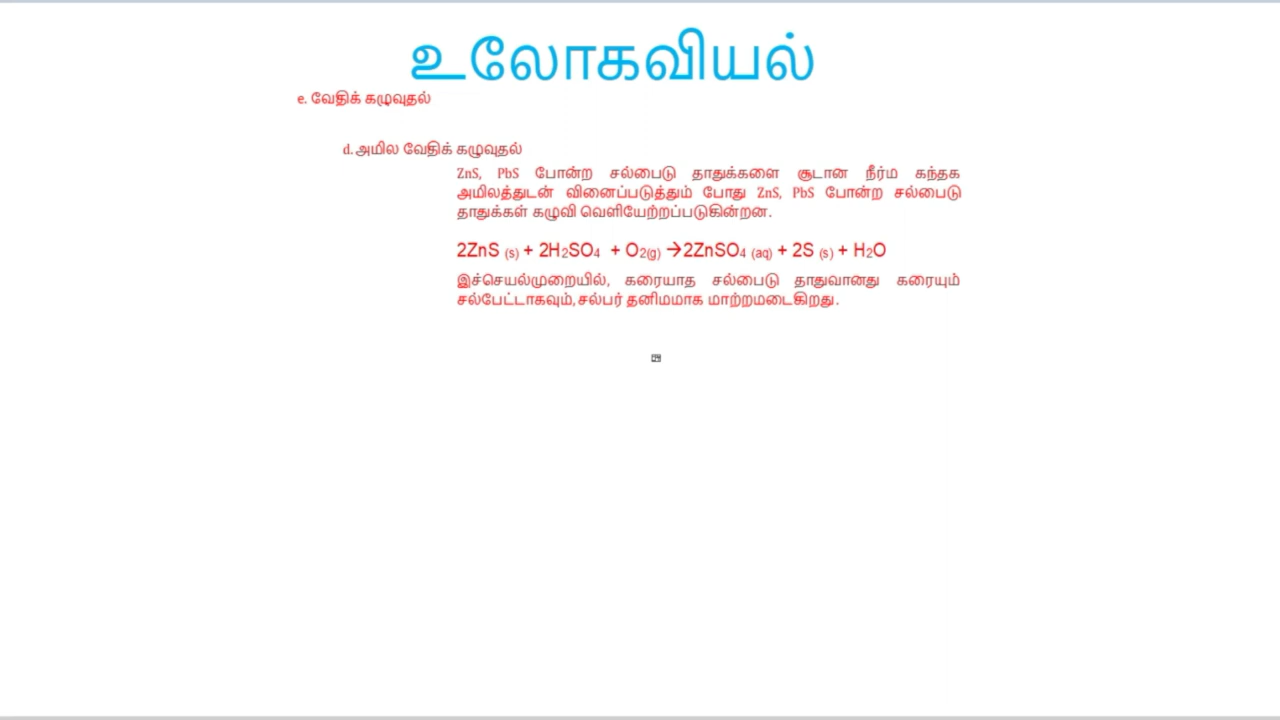 உலோகவியல்
e. வேதிக் கழுவுதல்
d. அமில வேதிக் கழுவுதல்
ZnS, PbS போன்ற சல்பைடு தாதுக்களை சூடான நீர்ம கந்தக
அமிலத்துடன் வினைப்படுத்தும் போது ZnS, PbS போன்ற சல்பைடு
தாதுக்கள் கழுவி வெளியேற்றப்படுகின்றன.
2ZnS (s) + 2H2SO4 + O2(g) →2ZnSO4 (aq) + 2S (s) + H2O
இச்செயல்முறையில், கரையாத சல்பைடு தாதுவானது கரையும்
சல்பேட்டாகவும், சல்பர் தனிமமாக மாற்றமடைகிறது.